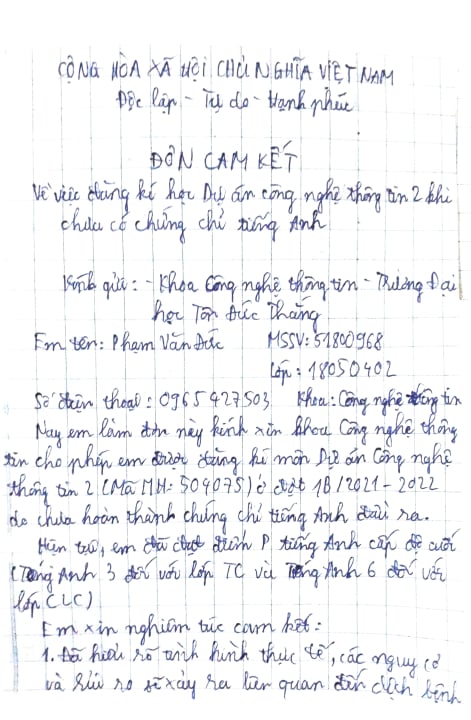 CỘNG HÒA XÃ HỘI CHỦ NGHĨA VIỆT NAM
Độc lập - Tự do - Hạnh phúc
ĐƠN CAM KẾT
Về việc đăng kí học Dự án công nghệ thông tin 2 khi
chưa có chứng chỉ tiếng Anh
Kính gửi: - Khoa Công nghệ thông tin - Trường Đại
học Tôn Đức Thắng
Em tên: Phạm Văn Đức MSSV: 51800968
Lớp: 18050402
Số điện thoại: 0965427503 Khoa: Công nghệ thông tin
Nay em làm đơn này kính xin khoa Công nghệ thông
tin cho phép em được đăng kí môn Dự án Công nghệ
thông tin 2 (Mã MH: 504075) ở đợt 1B/2021-2022
do chưa hoàn thành chứng chỉ tiếng Anh đầu ra.
Hiện tại, em đã đạt điểm P tiếng Anh cấp độ cuối
(Tiếng Anh 3 đối với lớp TC và Tiếng Anh 6 đối với
lớp CLC)
Em xin nghiêm túc cam kết:
1. Đã hiểu rõ tình hình thực tế, các nguy cơ
và rủi ro sẽ xảy ra liên quan đến dịch bệnh